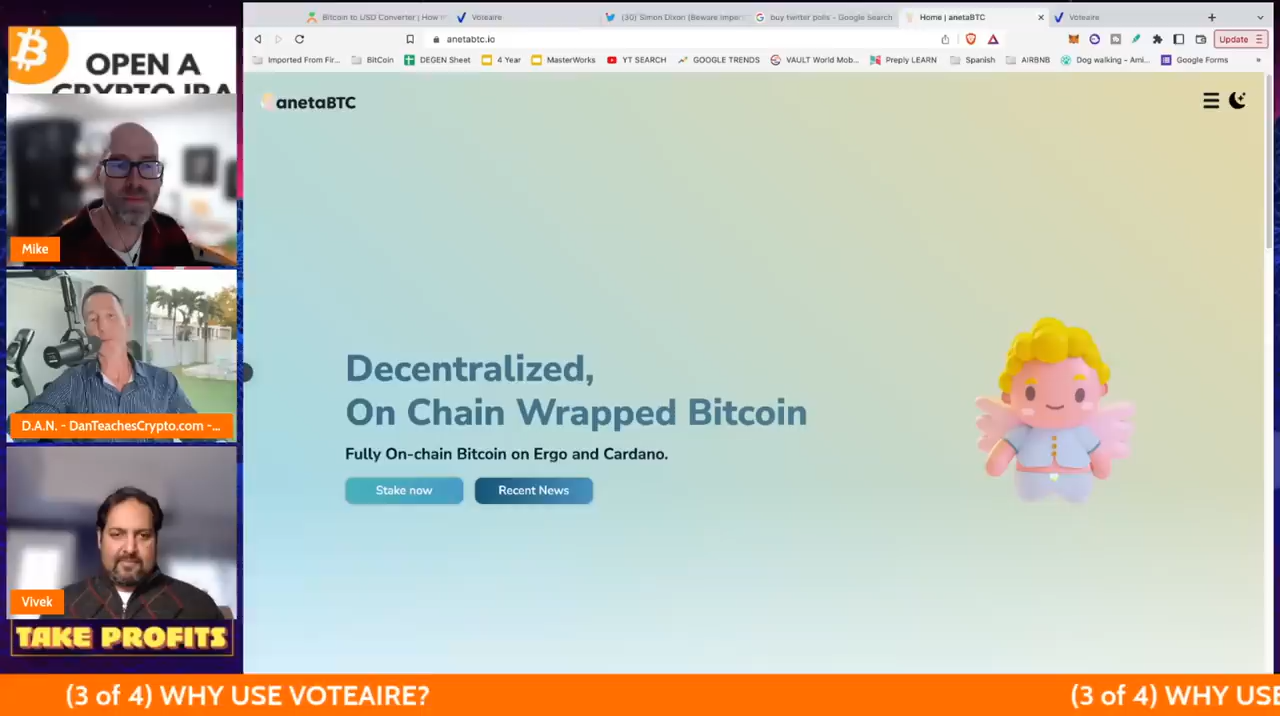 OPEN A
CRYPTO IRA
Mike
D.A.N. - DanTeachesCrypto.com -...
Vivek
TAKE PROFITS
Bitcoin to USD Converter | How m
Voteaire
(30) Simon Dixon (Beware Impers
buy twitter polls - Google Search
Home | anetaBTC
Voteaire
anetabtc.io
Update
Imported From Fir...
BitCoin
DEGEN Sheet
4 Year
MasterWorks
YT SEARCH
GOOGLE TRENDS
VAULT World Mob...
Preply LEARN
Spanish
AIRBNB
Dog walking - Ami...
Google Forms
»
anetaBTC
Decentralized,
On Chain Wrapped Bitcoin
Fully On-chain Bitcoin on Ergo and Cardano.
Stake now
Recent News
(3 of 4) WHY USE VOTEAIRE?
(3 of 4) WHY USE